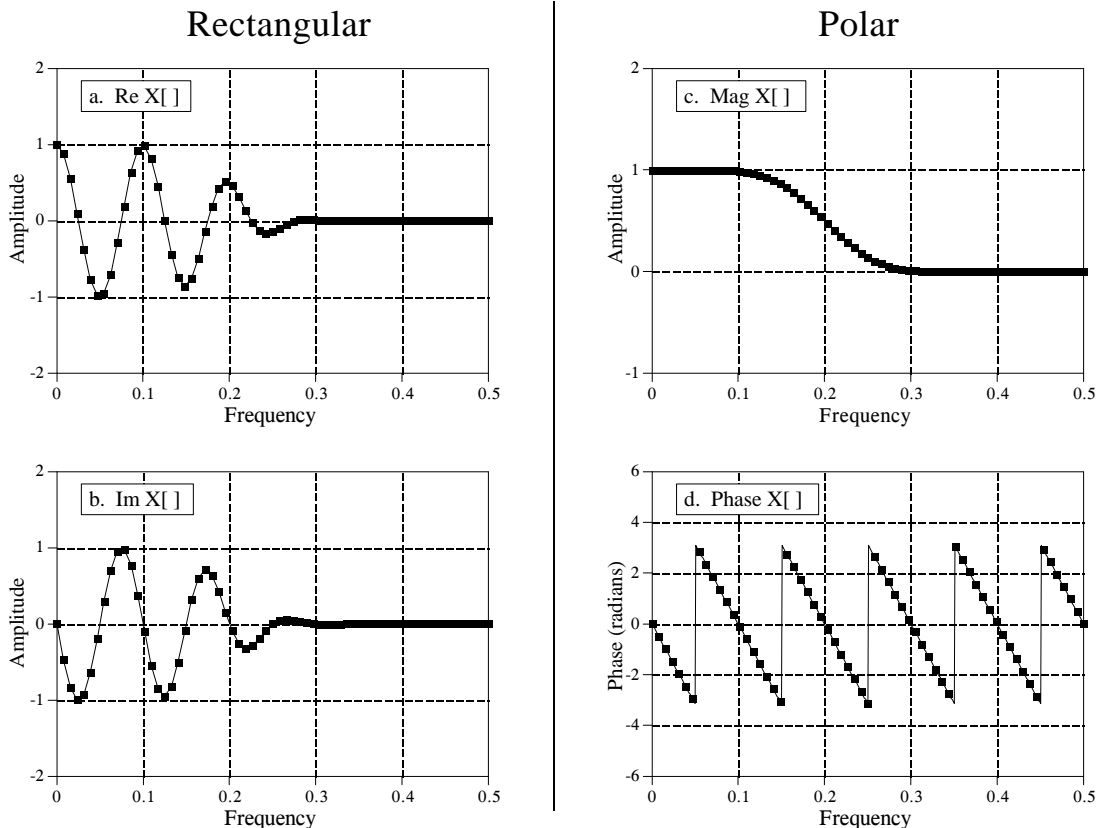 Rectangular
Polar
a. Re X[ ]
Amplitude
2
1
0
-1
-2
0 0.1 0.2 0.3 0.4 0.5
Frequency
c. Mag X[ ]
Amplitude
2
1
0
-1
0 0.1 0.2 0.3 0.4 0.5
Frequency
b. Im X[ ]
Amplitude
2
1
0
-1
-2
0 0.1 0.2 0.3 0.4 0.5
Frequency
d. Phase X[ ]
Phase (radians)
6
4
2
0
-2
-4
-6
0 0.1 0.2 0.3 0.4 0.5
Frequency